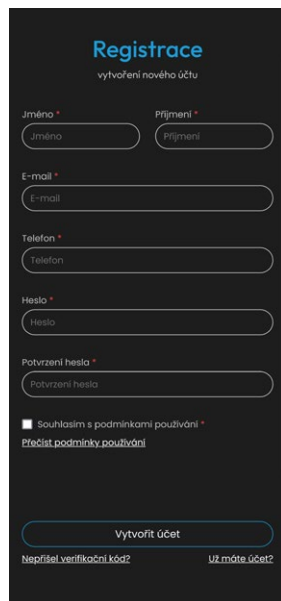 Registrace
vytvoření nového účtu
Jméno * Příjmení *
Jméno Příjmení
E-mail *
E-mail
Telefon *
Telefon
Heslo *
Heslo
Potvrzení hesla *
Potvrzení hesla
Souhlasím s podmínkami používání *
Přečíst podmínky používání
Vytvořit účet
Nepřišel verifikační kód? Už máte účet?